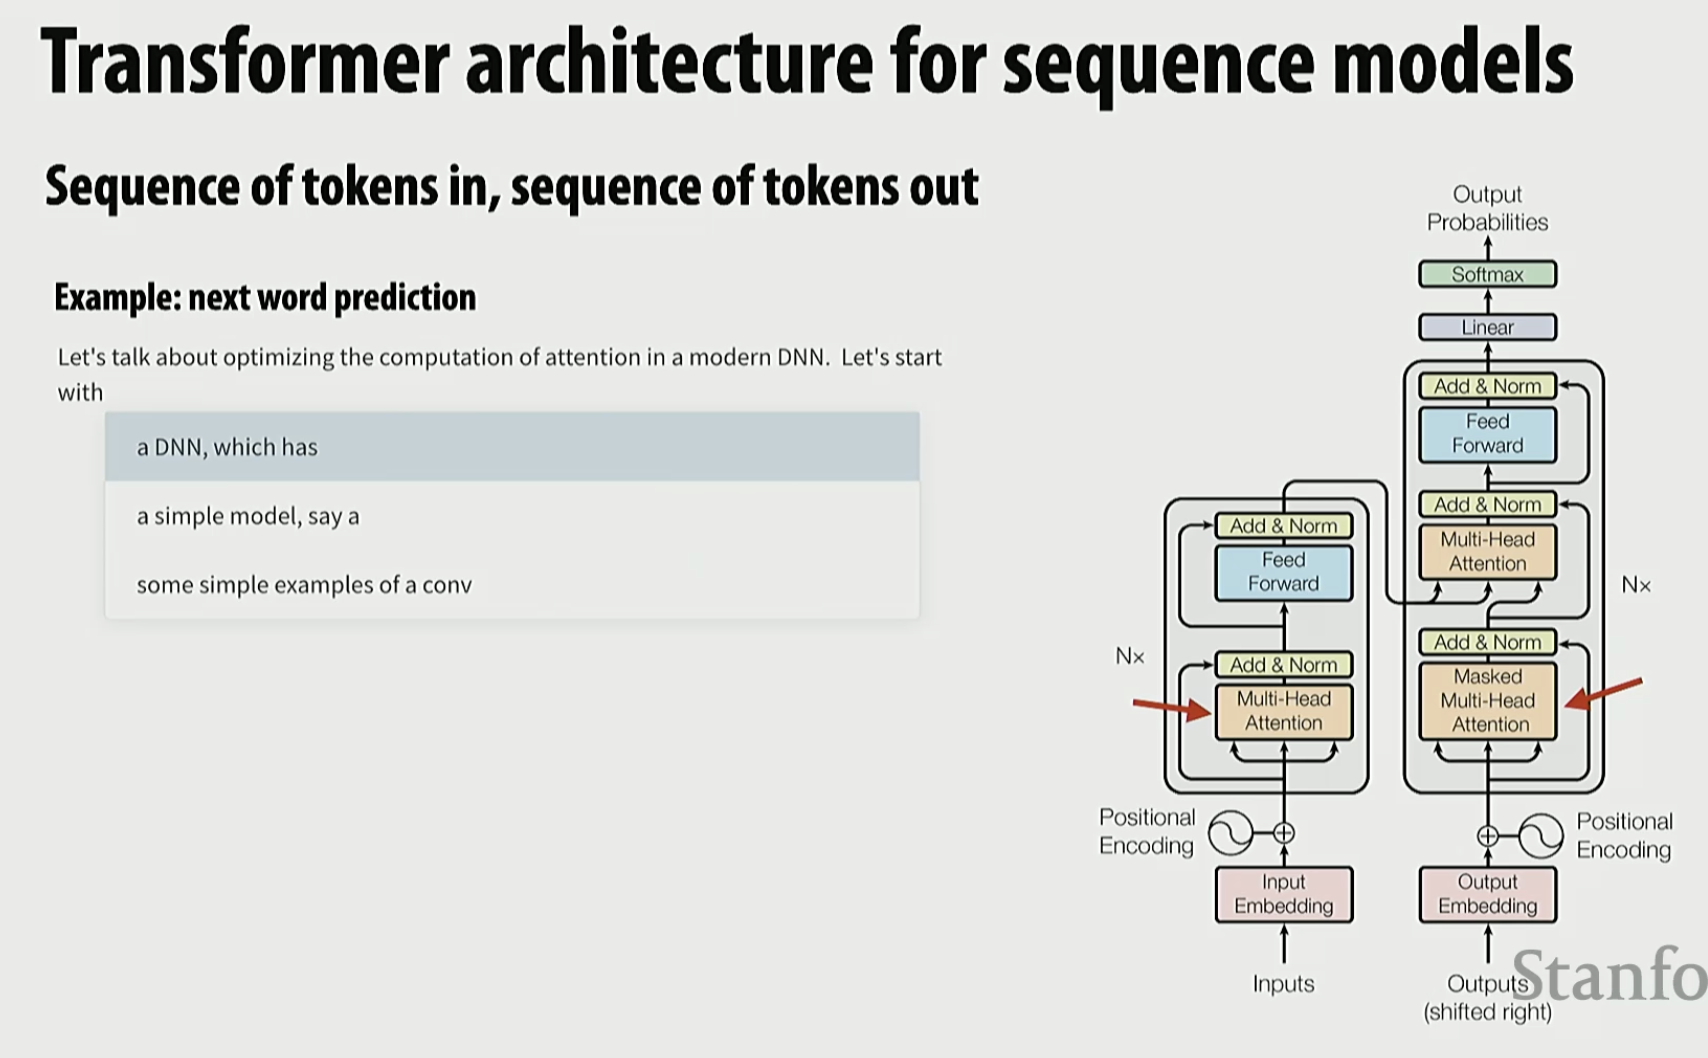 Transformer architecture for sequence models
Sequence of tokens in, sequence of tokens out
Example: next word prediction
Let's talk about optimizing the computation of attention in a modern DNN.  Let's start
with
a DNN, which has
a simple model, say a
some simple examples of a conv
Output
Probabilities
Softmax
Linear
Add & Norm
Feed
Forward
Add & Norm
Multi-Head
Attention
Nx
Add & Norm
Masked
Multi-Head
Attention
Add & Norm
Feed
Forward
Nx
Add & Norm
Multi-Head
Attention
Positional
Encoding
Positional
Encoding
Input
Embedding
Output
Embedding
Inputs
Outputs
(shifted right)
Stanfo